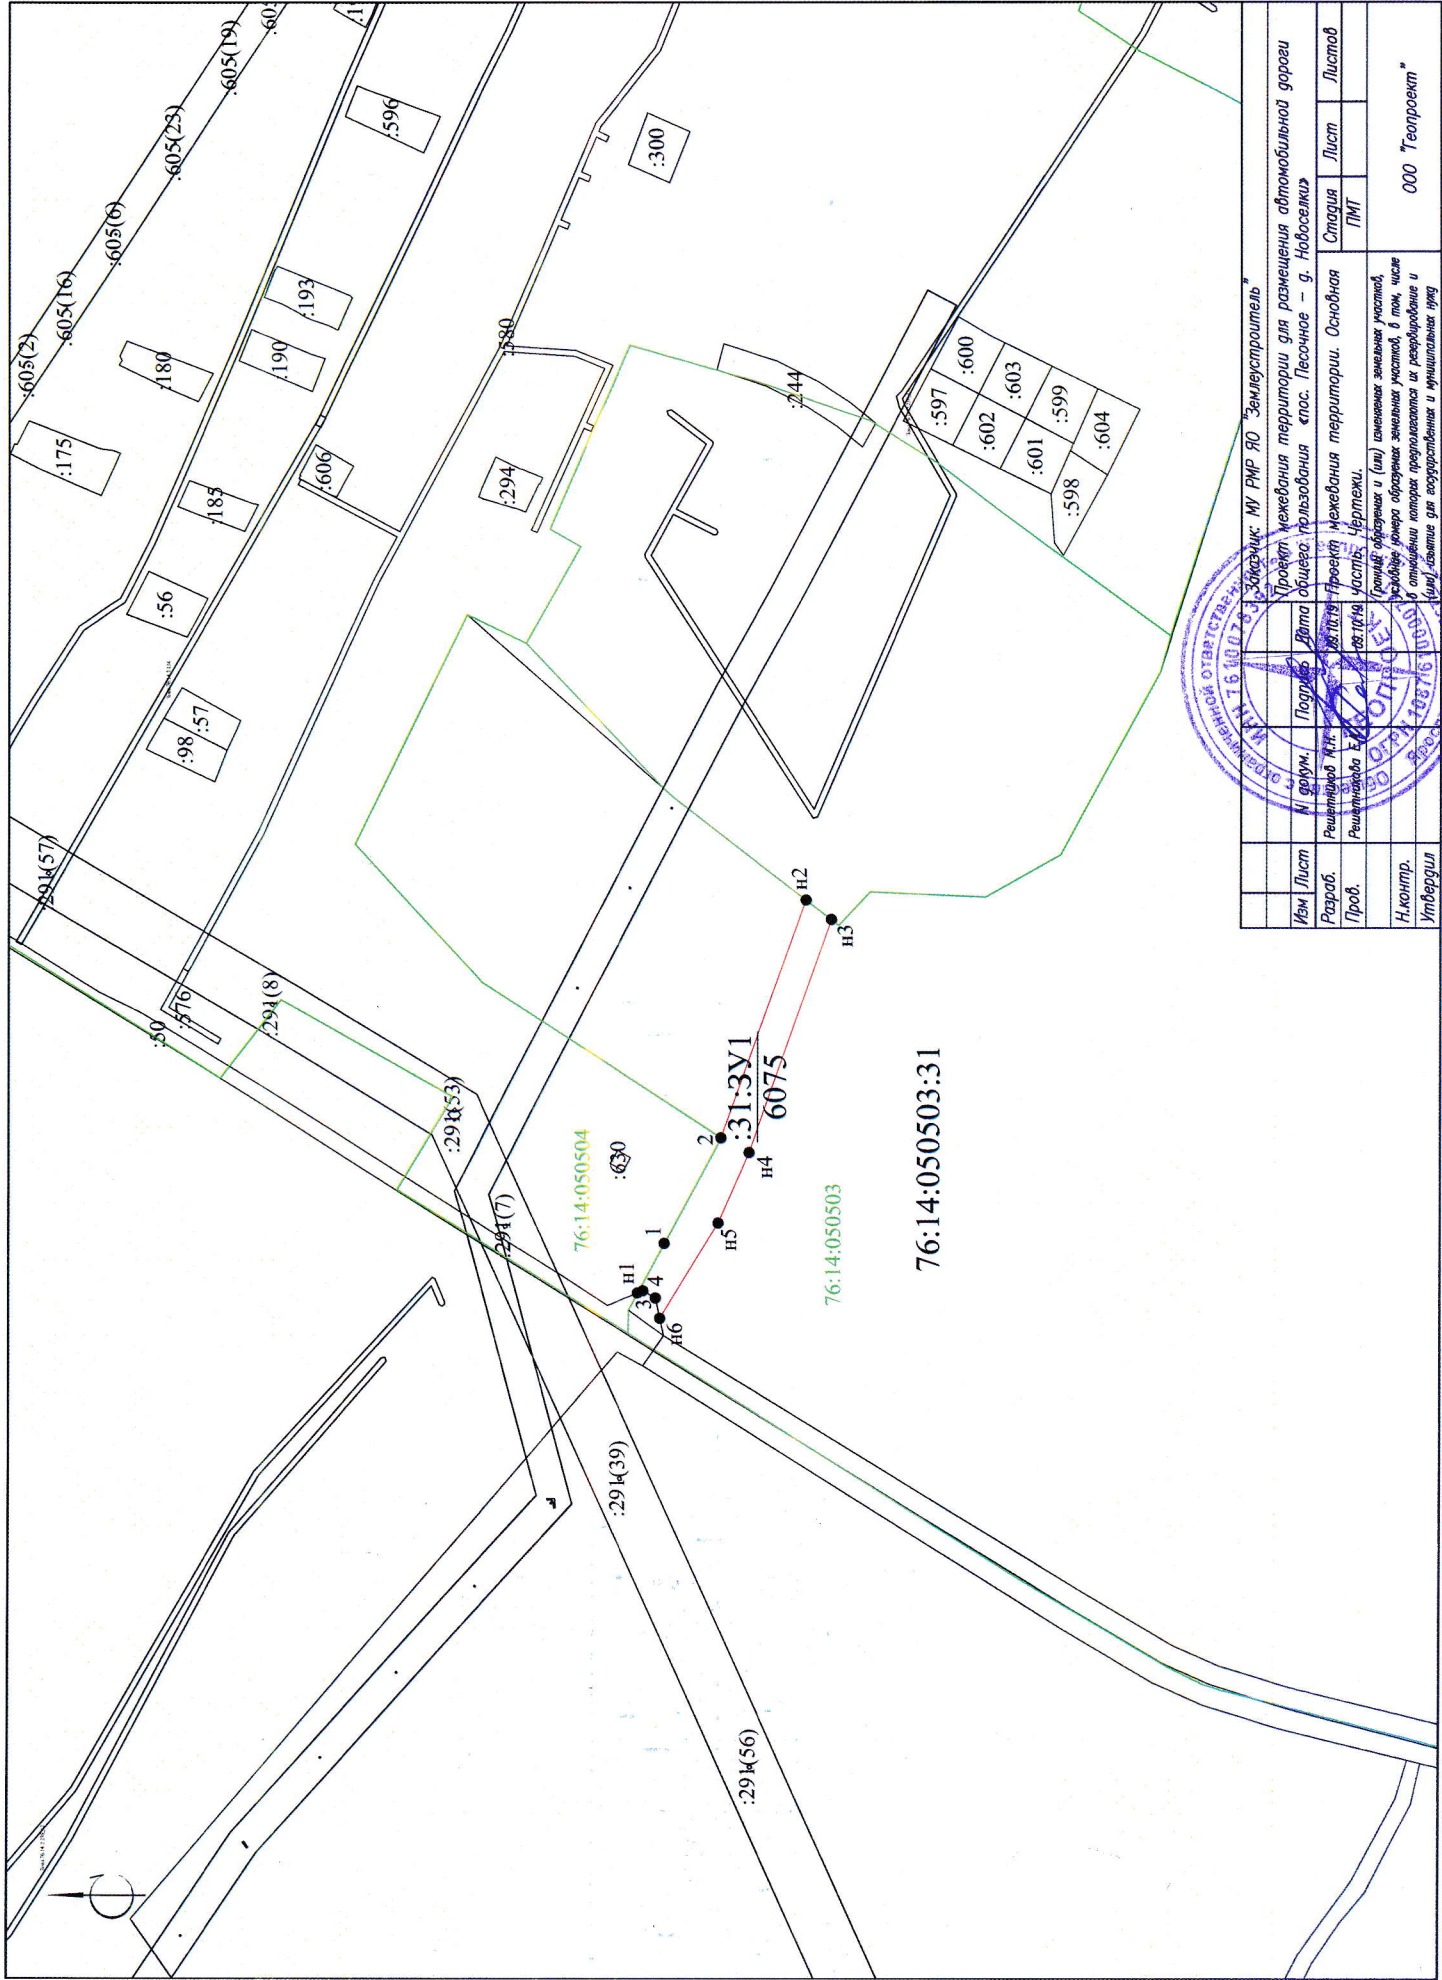 :605(2)
:605(16)
:605(6)
:605(23)
:605(19)
:175
:180
:193
:190
:596
:185
:606
:56
:57
:98
:580
:300
:294
:244
:597
:600
:602
:603
:601
:599
:598
:604
:291(57)
:50
:576
:291(8)
:291(53)
:291(7)
:291(39)
:291(56)
76:14:050504
:630
н1
1
2
3
4
н2
н3
н4
н5
н6
:31:ЗУ1
6075
76:14:050503
76:14:050503:31
С
Заказчик: МУ РМР ЯО "Землеустроитель"
Проект межевания территории для размещения автомобильной дороги
общего пользования «пос. Песочное – д. Новоселки»
Изм Лист N докум. Подпись Дата
Разраб. Решетников М.Н. 09.10.19
Пров. Решетникова Е. 09.10.19
Н.контр.
Утвердил
Проект межевания территории. Основная
часть. Чертежи.
Стадия Лист Листов
ПМТ
Границы образуемых и (или) изменяемых земельных участков,
условные номера образуемых земельных участков, в том, числе
в отношении которых предполагаются их резервирование и
(или) изъятие для государственных и муниципальных нужд
ООО "Геопроект"
ГЕОПРОЕКТ